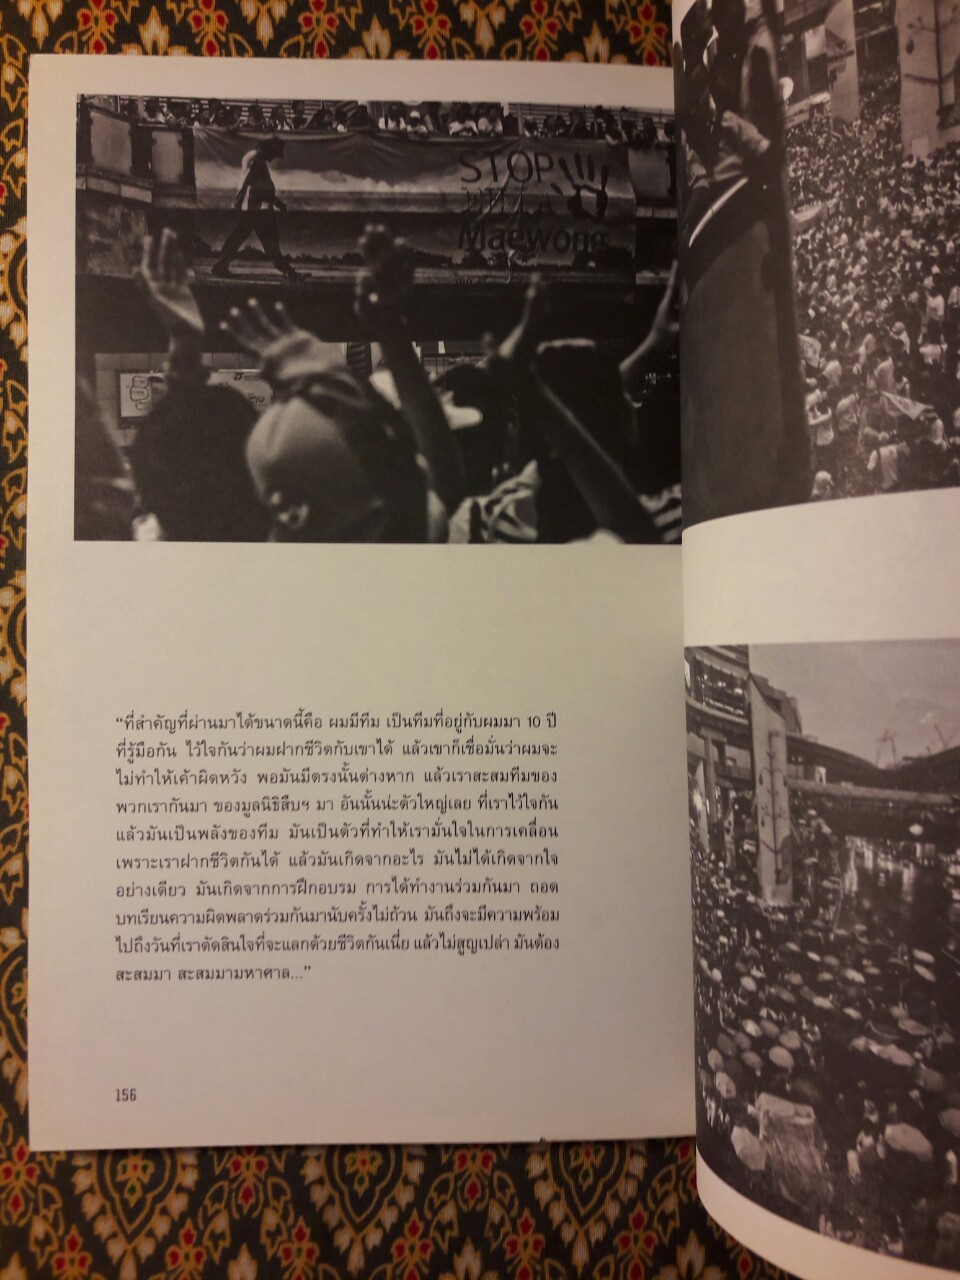 STOP
EHIA
Maewong
“ที่สำคัญที่ผ่านมาได้ขนาดนี้คือ ผมมีทีม เป็นทีมที่อยู่กับผมมา 10 ปี
ที่รู้มือกัน ไว้ใจกันว่าผมฝากชีวิตกับเขาได้ แล้วเขาก็เชื่อมั่นว่าผมจะ
ไม่ทำให้เค้าผิดหวัง พอมันมีตรงนั้นต่างหาก แล้วเราสะสมทีมของ
พวกเรากันมา ของมูลนิธิสืบฯ มา อันนั้นน่ะตัวใหญ่เลย ที่เราไว้ใจกัน
แล้วมันเป็นพลังของทีม มันเป็นตัวที่ทำให้เรามั่นใจในการเคลื่อน
เพราะเราฝากชีวิตกันได้ แล้วมันเกิดจากอะไร มันไม่ได้เกิดจากใจ
อย่างเดียว มันเกิดจากการฝึกอบรม การได้ทำงานร่วมกันมา ถอด
บทเรียนความผิดพลาดร่วมกันมานับครั้งไม่ถ้วน มันถึงจะมีความพร้อม
ไปถึงวันที่เราตัดสินใจที่จะแลกด้วยชีวิตกันเนี่ย แล้วไม่สูญเปล่า มันต้อง
สะสมมา สะสมมามหาศาล...”
156